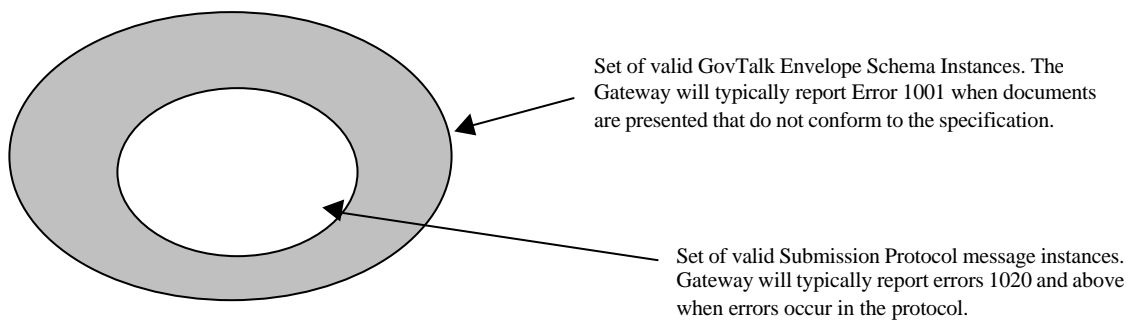 Set of valid GovTalk Envelope Schema Instances. The
Gateway will typically report Error 1001 when documents
are presented that do not conform to the specification.
Set of valid Submission Protocol message instances.
Gateway will typically report errors 1020 and above
when errors occur in the protocol.